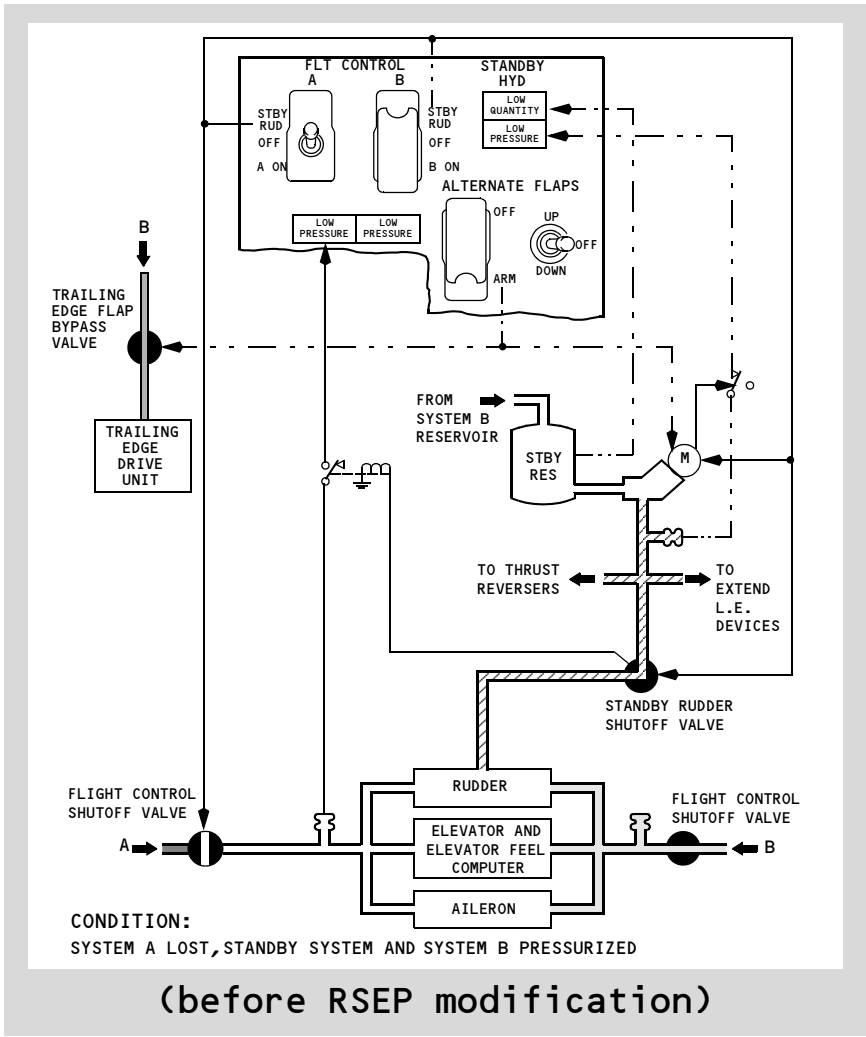 FLT CONTROL
A
B
STANDBY
HYD
LOW
QUANTITY
LOW
PRESSURE
STBY
RUD
OFF
A ON
STBY
RUD
OFF
B ON
ALTERNATE FLAPS
OFF
ARM
UP
OFF
DOWN
LOW
PRESSURE
LOW
PRESSURE
B
TRAILING
EDGE FLAP
BYPASS
VALVE
TRAILING
EDGE
DRIVE
UNIT
FROM
SYSTEM B
RESERVOIR
STBY
RES
M
TO THRUST
REVERSERS
TO
EXTEND
L.E.
DEVICES
STANDBY RUDDER
SHUTOFF VALVE
FLIGHT CONTROL
SHUTOFF VALVE
A
RUDDER
ELEVATOR AND
ELEVATOR FEEL
COMPUTER
AILERON
FLIGHT CONTROL
SHUTOFF VALVE
B
CONDITION:
SYSTEM A LOST, STANDBY SYSTEM AND SYSTEM B PRESSURIZED
(before RSEP modification)